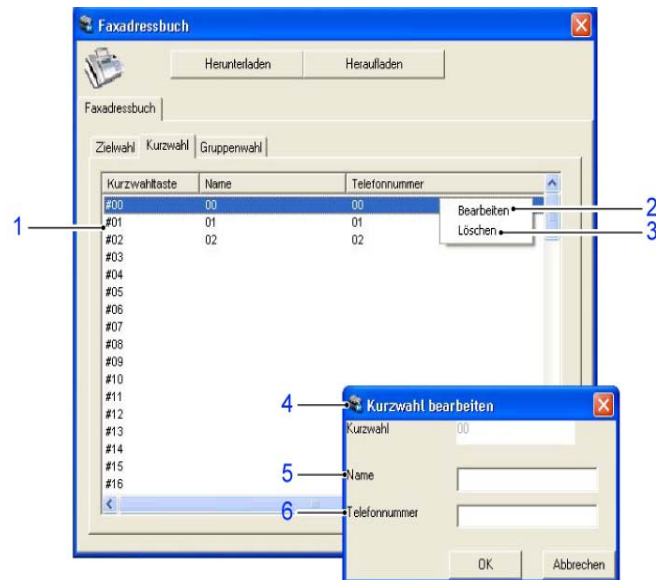 Faxadressbuch
Herunterladen Heraufladen
Faxadressbuch
Zielwahl Kurzwahl Gruppenwahl
Kurzwahltaste Name Telefonnummer
#00 00 00
Bearbeiten 2
1 #01 01 01
Löschen 3
#02 02 02
#03
#04
#05
#06
#07
#08
#09
#10
#11
#12
#13
#14
#15
#16
4 Kurzwahl bearbeiten
Kurzwahl 00
5 Name
6 Telefonnummer
OK Abbrechen